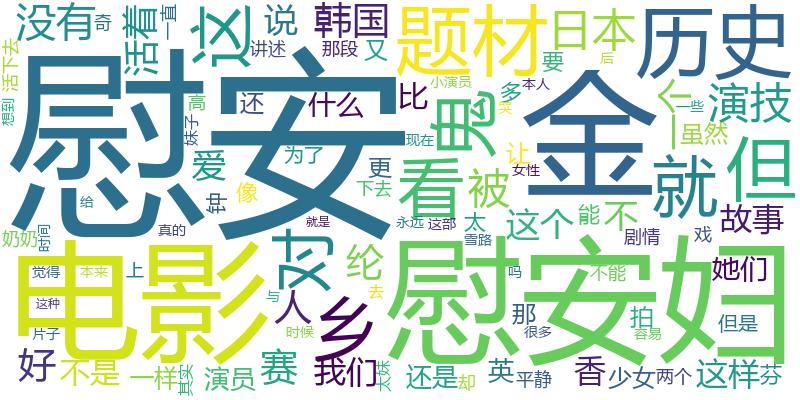 没有
奇
活着
一直
这
说
讲述
韩国
那段
又
题材
小演员
日本
要
后
历史
活下去
想到
慰安
高
妹子
还
什么
比
鬼
多
本人
笑
金
个
一些
演技
虽然
爱
为了
更
现在
让
看
被
女性
就
但
给
像
钟
下去
奶奶
时间
真的
就是
对
永远
这部
太
雪路
这个
能
不
剧情
故事
戏
电影
觉得
本来
上
这种
片子
与
人
时候
乡
纶
去
慰安妇
那
吗
很多
不能
拍
容易
她们
但是
好
不是
一样
其实
演员
赛
我们
太妹
还是
却
英
平静
香
少女
两个
这样
芬